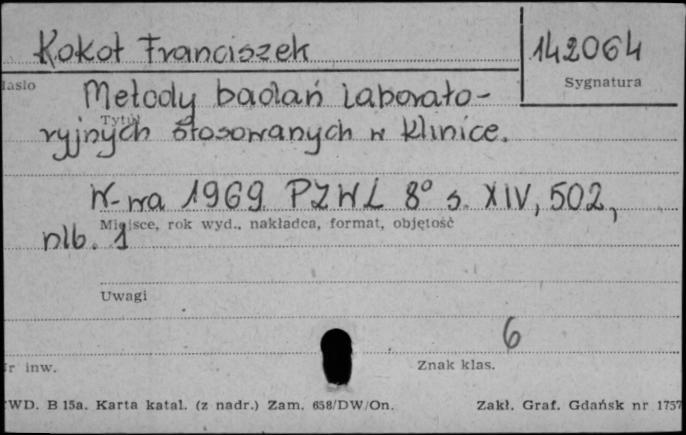 Kokot Franciszek
142064
Hasło
Sygnatura
Metody badań laborato-
Tytuł
ryjnych stosowanych w klinice.
W-wa 1969 PZWL 8° s. XIV, 502,
Miejsce, rok wyd., nakładca, format, objętość
nlb. 1
Uwagi
6
Nr inw.
Znak klas.
WD. B 15a. Karta katal. (z nadr.) Zam. 658/DW/On.
Zakł. Graf. Gdańsk nr 1757